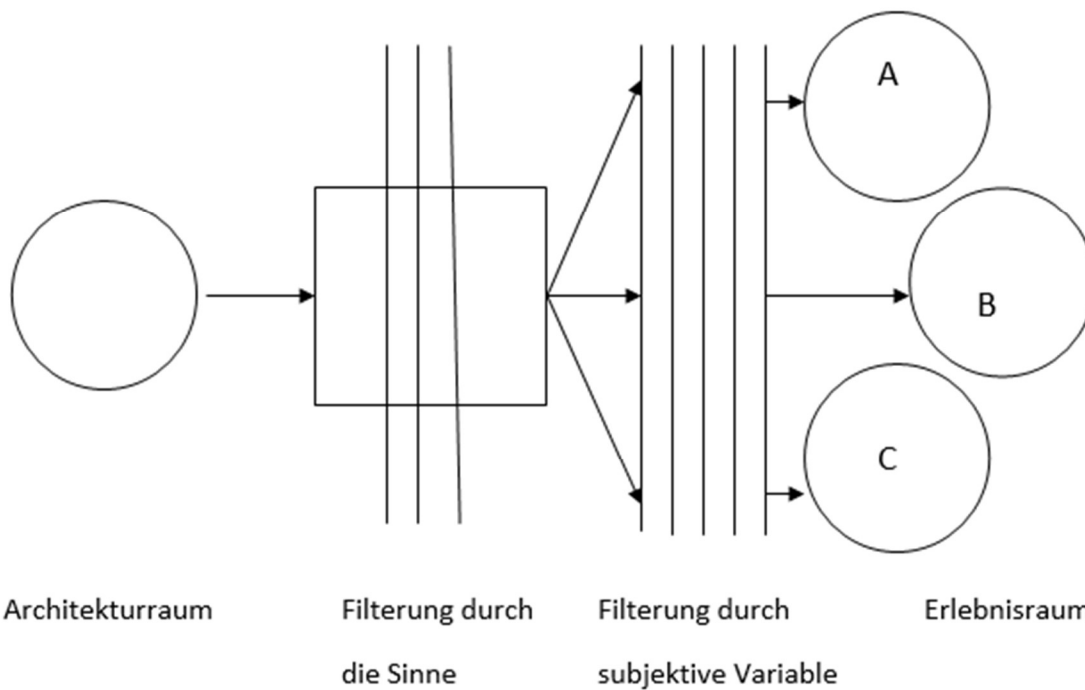 A
B
C
Architekturraum
Filterung durch
die Sinne
Filterung durch
subjektive Variable
Erlebnisraum